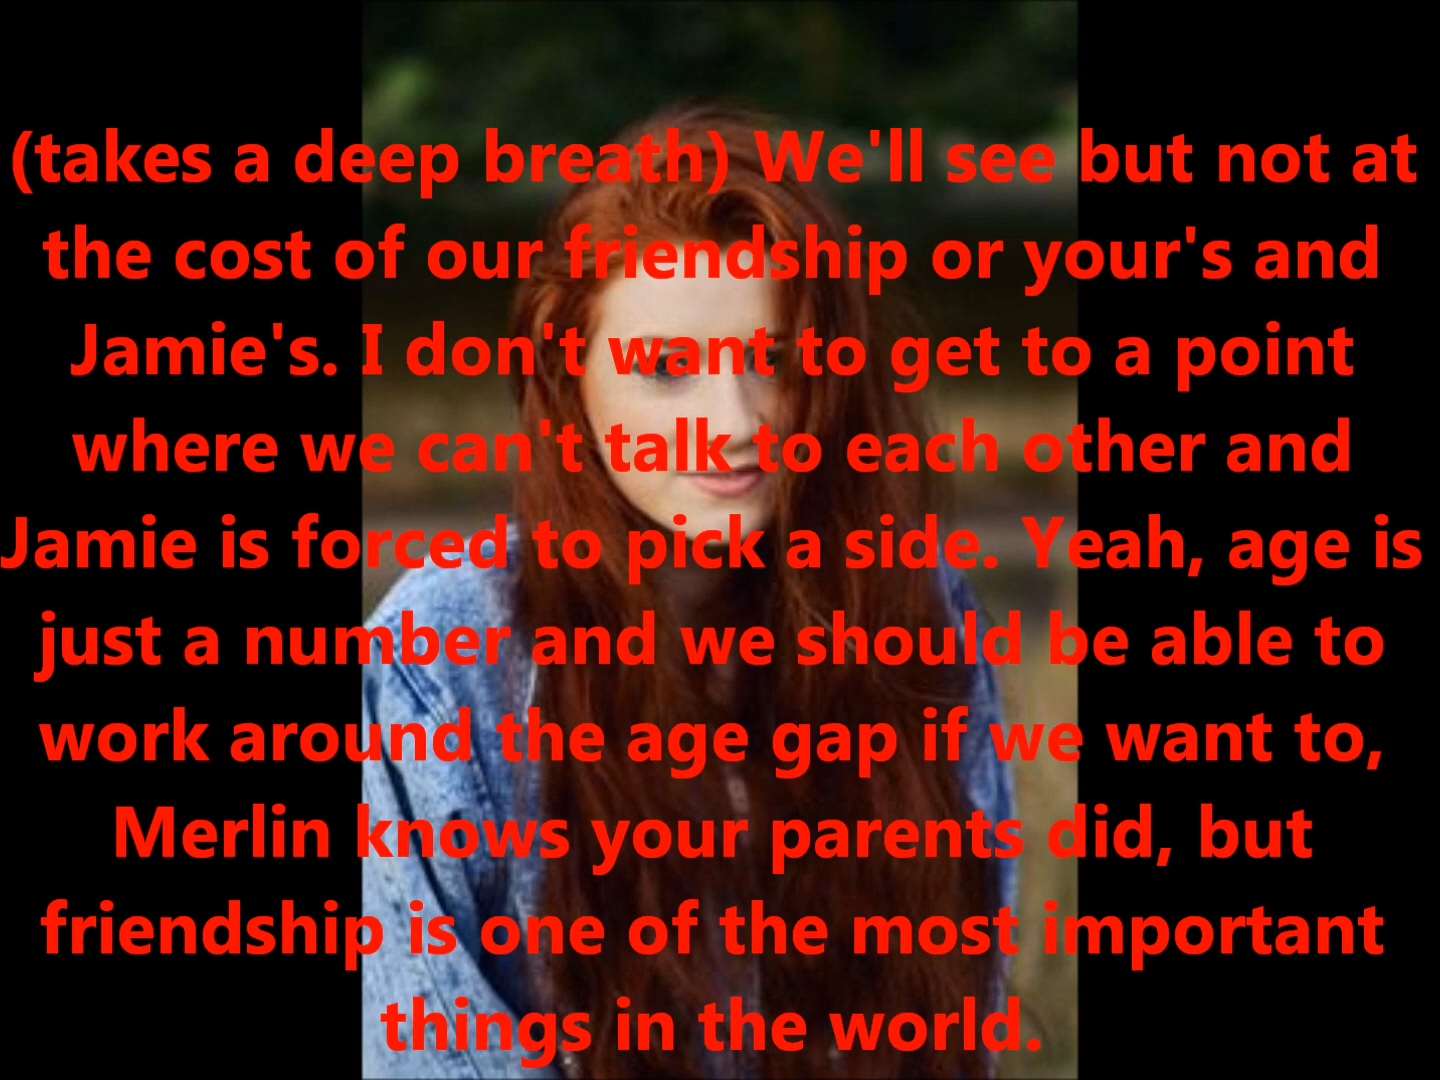 (takes a deep breath) We'll see but not at
the cost of our friendship or your's and
Jamie's. I don't want to get to a point
where we can't talk to each other and
Jamie is forced to pick a side. Yeah, age is
just a number and we should be able to
work around the age gap if we want to,
Merlin knows your parents did, but
friendship is one of the most important
things in the world.